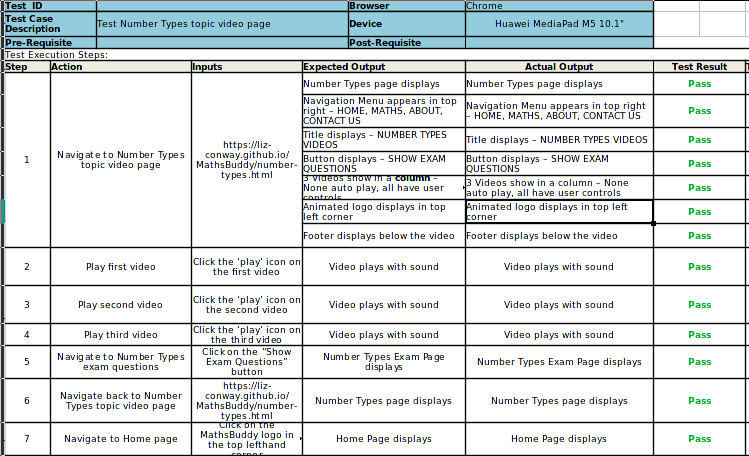 Test ID Browser Chrome
Test Case
Description
Test Number Types topic video page
Device
Huawei MediaPad M5 10.1"
Pre-Requisite Post-Requisite
Test Execution Steps:
Step Action Inputs Expected Output Actual Output Test Result
1
Navigate to Number Types
topic video page
https://liz-
conway.github.io/
MathsBuddy/number-
types.html
Number Types page displays
Number Types page displays
Pass
Navigation Menu appears in top
right – HOME, MATHS, ABOUT,
CONTACT US
Navigation Menu appears in top right
– HOME, MATHS, ABOUT, CONTACT US
Pass
Title displays – NUMBER TYPES
VIDEOS
Title displays – NUMBER TYPES VIDEOS
Pass
Button displays – SHOW EXAM
QUESTIONS
Button displays – SHOW EXAM
QUESTIONS
Pass
3 Videos show in a column –
None auto play, all have user
controls
3 Videos show in a column – None
auto play, all have user controls
Pass
Animated logo displays in top
left corner
Animated logo displays in top left
corner
Pass
Footer displays below the video
Footer displays below the video
Pass
2
Play first video
Click the ‘play’ icon on
the first video
Video plays with sound
Video plays with sound
Pass
3
Play second video
Click the ‘play’ icon on
the second video
Video plays with sound
Video plays with sound
Pass
4
Play third video
Click the ‘play’ icon on
the third video
Video plays with sound
Video plays with sound
Pass
5
Navigate to Number Types
exam questions
Click on the “Show
Exam Questions”
button
Number Types Exam Page
displays
Number Types Exam Page displays
Pass
6
Navigate back to Number
Types topic video page
https://liz-
conway.github.io/
MathsBuddy/number-
types.html
Number Types page displays
Number Types page displays
Pass
7
Navigate to Home page
Click on the
MathsBuddy logo in
the top lefthand
corner
Home Page displays
Home Page displays
Pass